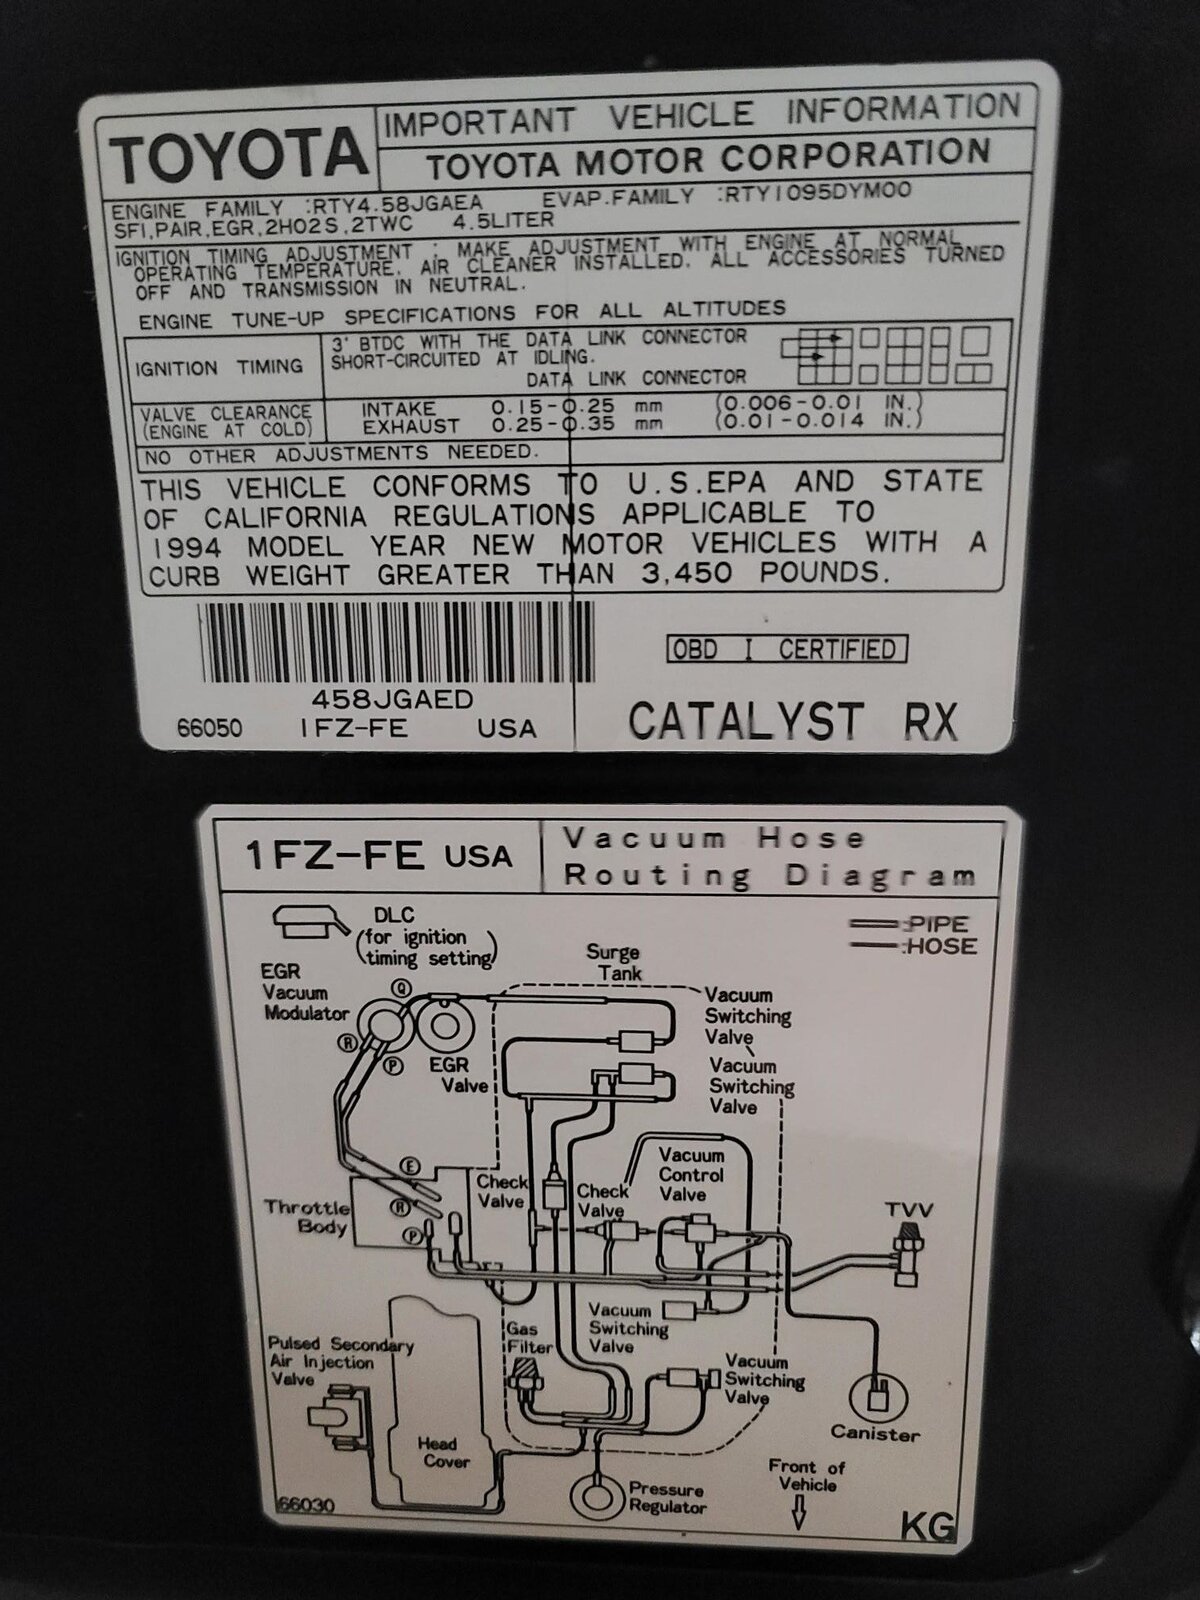 TOYOTA
IMPORTANT VEHICLE INFORMATION
TOYOTA MOTOR CORPORATION
ENGINE FAMILY :RTY4.58JGAEA EVAP.FAMILY :RTY1095DYM00
SFI,PAIR,EGR,2HO2S,2TWC 4.5LITER
IGNITION TIMING ADJUSTMENT : MAKE ADJUSTMENT WITH ENGINE AT NORMAL
OPERATING TEMPERATURE, AIR CLEANER INSTALLED. ALL ACCESSORIES TURNED
OFF AND TRANSMISSION IN NEUTRAL.
ENGINE TUNE-UP SPECIFICATIONS FOR ALL ALTITUDES
IGNITION TIMING
3° BTDC WITH THE DATA LINK CONNECTOR
SHORT-CIRCUITED AT IDLING.
DATA LINK CONNECTOR
VALVE CLEARANCE
(ENGINE AT COLD)
INTAKE 0.15-0.25 mm (0.006-0.01 IN.)
EXHAUST 0.25-0.35 mm (0.01-0.014 IN.)
NO OTHER ADJUSTMENTS NEEDED.
THIS VEHICLE CONFORMS TO U.S.EPA AND STATE
OF CALIFORNIA REGULATIONS APPLICABLE TO
1994 MODEL YEAR NEW MOTOR VEHICLES WITH A
CURB WEIGHT GREATER THAN 3,450 POUNDS.
OBD I CERTIFIED
458JGAED
66050 1FZ-FE USA
CATALYST RX
1FZ-FE USA
Vacuum Hose
Routing Diagram
DLC
(for ignition
timing setting)
:PIPE
:HOSE
EGR
Vacuum
Modulator
Q
R
P
EGR
Valve
Surge
Tank
Vacuum
Switching
Valve
Vacuum
Switching
Valve
Throttle
Body
E
R
P
Check
Valve
Check
Valve
Vacuum
Control
Valve
TVV
Vacuum
Switching
Valve
Gas
Filter
Pulsed Secondary
Air Injection
Valve
Vacuum
Switching
Valve
Canister
Head
Cover
Pressure
Regulator
Front of
Vehicle
66030
KG